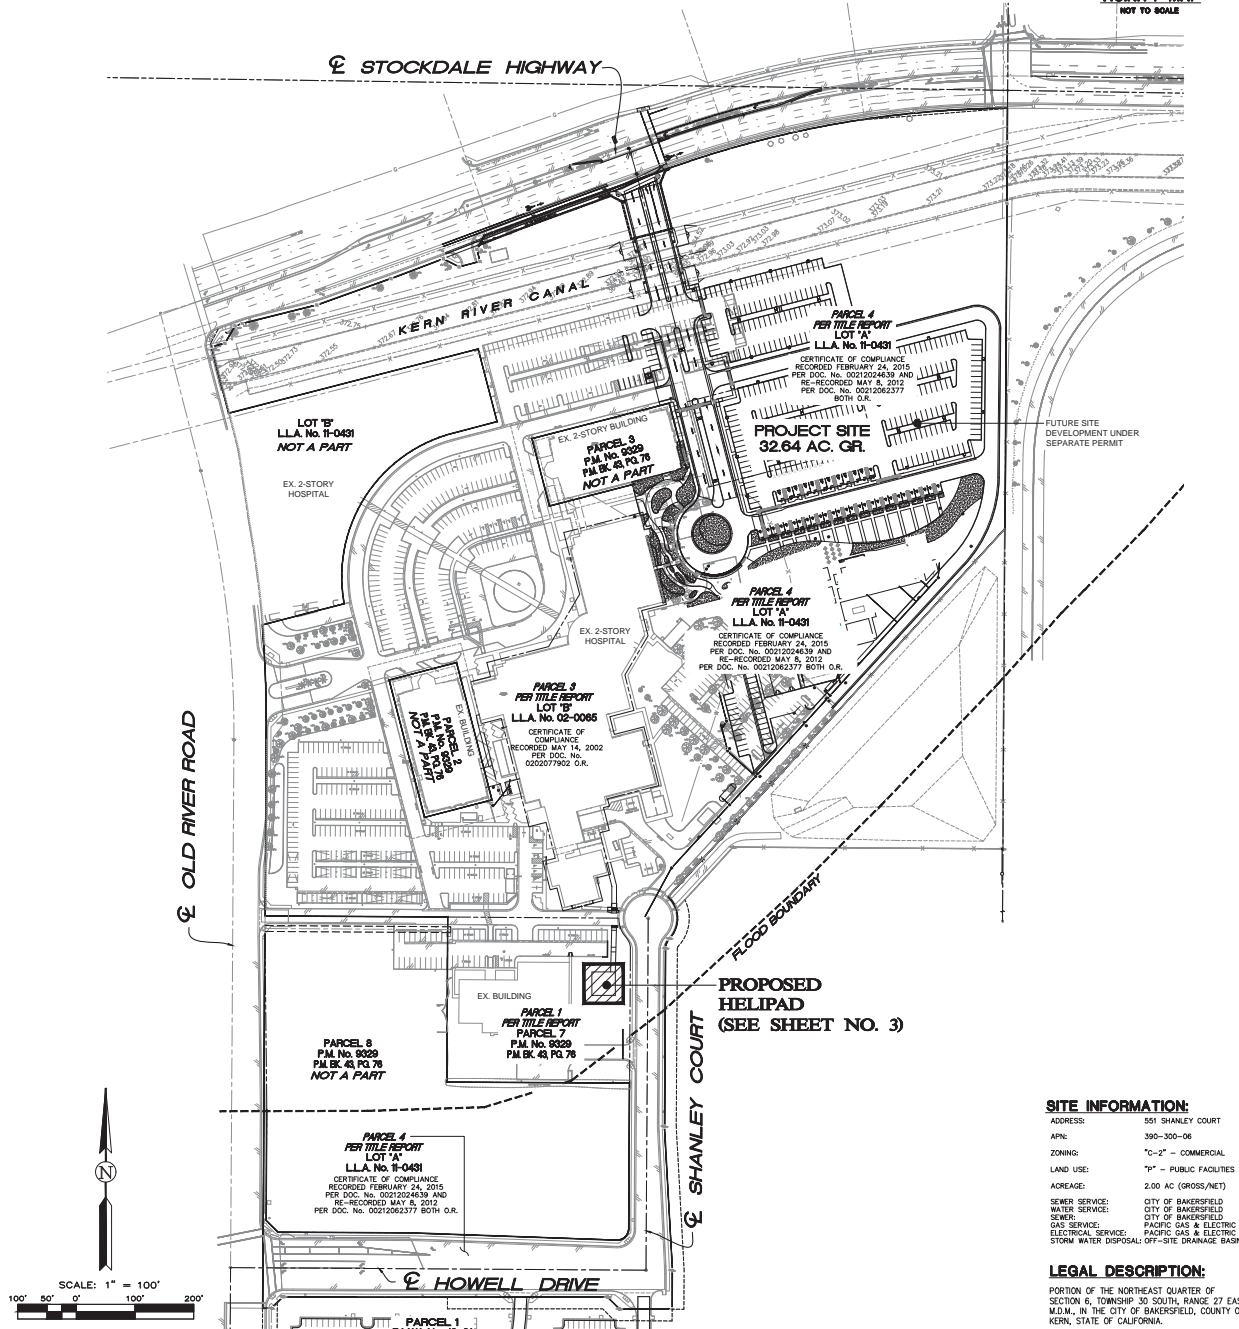 NOT TO SCALE
℄ STOCKDALE HIGHWAY
KERN RIVER CANAL
PARCEL 4
PER TITLE REPORT
LOT "A"
L.L.A. No. 11-0431
CERTIFICATE OF COMPLIANCE
RECORDED FEBRUARY 24, 2015
PER DOC. No. 00212024639 AND
RE-RECORDED MAY 8, 2012
PER DOC. No. 00212062377
BOTH O.R.
LOT "B"
L.L.A. No. 11-0431
NOT A PART
EX. 2-STORY
HOSPITAL
EX. 2-STORY BUILDING
PARCEL 3
P.M. No. 9329
P.M. BK. 43, PG. 76
NOT A PART
PROJECT SITE
32.64 AC. GR.
FUTURE SITE
DEVELOPMENT UNDER
SEPARATE PERMIT
PARCEL 4
PER TITLE REPORT
LOT "A"
L.L.A. No. 11-0431
CERTIFICATE OF COMPLIANCE
RECORDED FEBRUARY 24, 2015
PER DOC. No. 00212024639 AND
RE-RECORDED MAY 8, 2012
PER DOC. No. 00212062377 BOTH O.R.
EX. 2-STORY
HOSPITAL
PARCEL 3
PER TITLE REPORT
LOT "B"
L.L.A. No. 02-0065
CERTIFICATE OF
COMPLIANCE
RECORDED MAY 14, 2002
PER DOC. No.
0202077902 O.R.
EX. BUILDING
PARCEL 2
P.M. No. 9329
P.M. BK. 43, PG. 76
NOT A PART
℄ OLD RIVER ROAD
FLOOD BOUNDARY
PROPOSED
HELIPAD
(SEE SHEET NO. 3)
EX. BUILDING
PARCEL 1
PER TITLE REPORT
PARCEL 7
P.M. No. 9329
P.M. BK. 43, PG. 76
PARCEL 8
P.M. No. 9329
P.M. BK. 43, PG. 76
NOT A PART
℄ SHANLEY COURT
PARCEL 4
PER TITLE REPORT
LOT "A"
L.L.A. No. 11-0431
CERTIFICATE OF COMPLIANCE
RECORDED FEBRUARY 24, 2015
PER DOC. No. 00212024639 AND
RE-RECORDED MAY 8, 2012
PER DOC. No. 00212062377 BOTH O.R.
℄ HOWELL DRIVE
PARCEL 1
N
SCALE: 1" = 100'
100' 50' 0' 100' 200'
SITE INFORMATION:
ADDRESS: 551 SHANLEY COURT
APN: 390-300-06
ZONING: "C-2" - COMMERCIAL
LAND USE: "P" - PUBLIC FACILITIES
ACREAGE: 2.00 AC (GROSS/NET)
SEWER SERVICE: CITY OF BAKERSFIELD
WATER SERVICE: CITY OF BAKERSFIELD
SEWER: CITY OF BAKERSFIELD
GAS SERVICE: PACIFIC GAS & ELECTRIC
ELECTRICAL SERVICE: PACIFIC GAS & ELECTRIC
STORM WATER DISPOSAL: OFF-SITE DRAINAGE BASIN
LEGAL DESCRIPTION:
PORTION OF THE NORTHEAST QUARTER OF
SECTION 6, TOWNSHIP 30 SOUTH, RANGE 27 EAS
M.D.M., IN THE CITY OF BAKERSFIELD, COUNTY O
KERN, STATE OF CALIFORNIA.